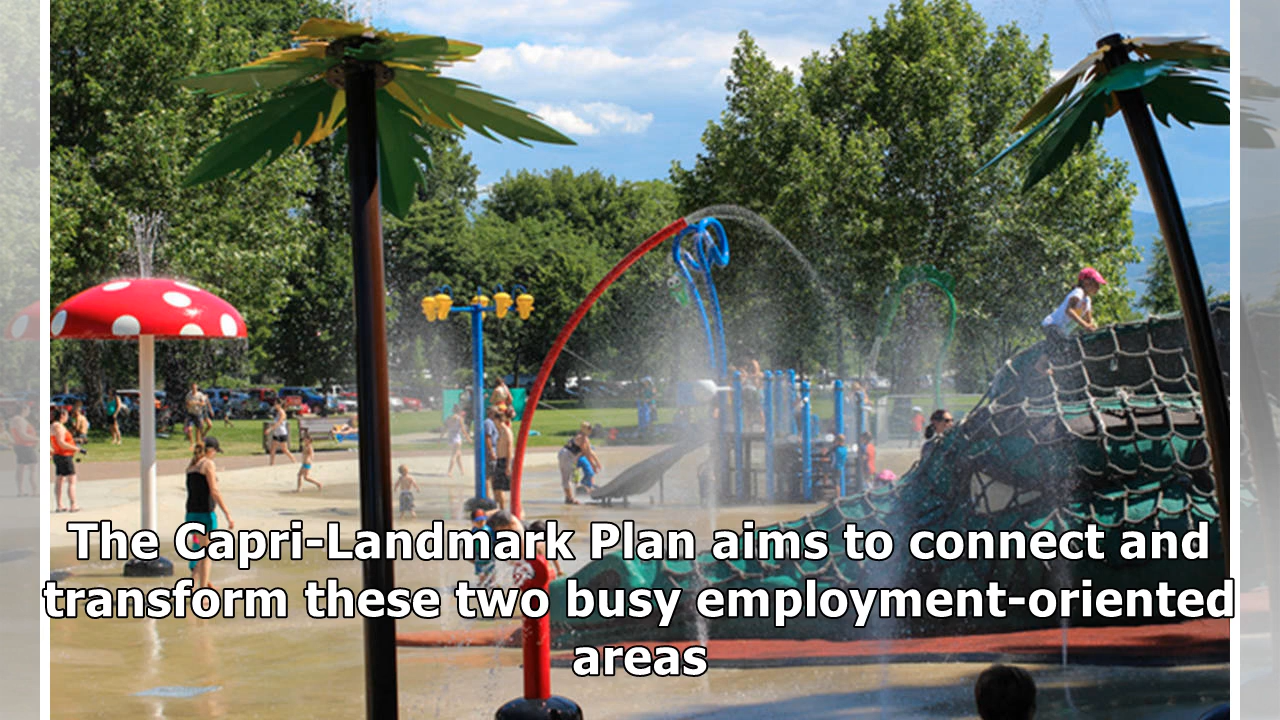 The Capri-Landmark Plan aims to connect and
transform these two busy employment-oriented
areas